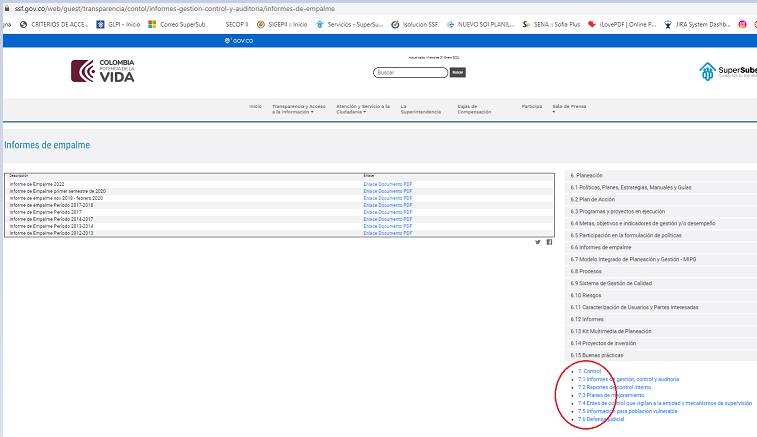 ssf.gov.co/web/guest/transparencia/contol/informes-gestion-control-y-auditoria/informes-de-empalme
gna CRITERIOS DE ACCE... GLPI - Inicio Correo SuperSub SECOP II SIGEPII :: Inicio Servicios - SuperSu... Isolucion SSF NUEVO SOI PLANIL... SENA :: Sofia Plus . iLovePDF | Online P... JIRA System Dashb...
GOV.CO
COLOMBIA
POTENCIA DE LA
VIDA
Buscar Buscar
SuperSubs
Inicio Transparencia y Acceso a la Información Atención y Servicio a la Ciudadanía La Superintendencia Cajas de Compensación Participa Sala de Prensa
Informes de empalme
Descripción Enlace
Informe de Empalme 2022 Enlace Documento PDF
Informe de Empalme primer semestre de 2020 Enlace Documento PDF
Informe de empalme nov 2018 - febrero 2020 Enlace Documento PDF
Informe de Empalme Periodo 2017-2018 Enlace Documento PDF
Informe de Empalme Periodo 2017 Enlace Documento PDF
Informe de Empalme Periodo 2014-2017 Enlace Documento PDF
Informe de Empalme Periodo 2013-2014 Enlace Documento PDF
Informe de Empalme Periodo 2012-2013 Enlace Documento PDF
6. Planeación
6.1 Políticas, Planes, Estrategias, Manuales y Guías
6.2 Plan de Acción
6.3 Programas y proyectos en ejecución
6.4 Metas, objetivos e indicadores de gestión y/o desempeño
6.5 Participación en la formulación de políticas
6.6 Informes de empalme
6.7 Modelo Integrado de Planeación y Gestión - MIPG
6.8 Procesos
6.9 Sistema de Gestión de Calidad
6.10 Riesgos
6.11 Caracterización de Usuarios y Partes Interesadas
6.12 Informes
6.13 Kit Multimedia de Planeación
6.14 Proyectos de inversión
6.15 Buenas prácticas
7. Control
7.1 Informes de gestión, control y auditoria
7.2 Reportes de control interno
7.3 Planes de mejoramiento
7.4 Entes de control que vigilan a la entidad y mecanismos de supervisión
7.5 Información para población vulnerable
7.6 Defensa judicial